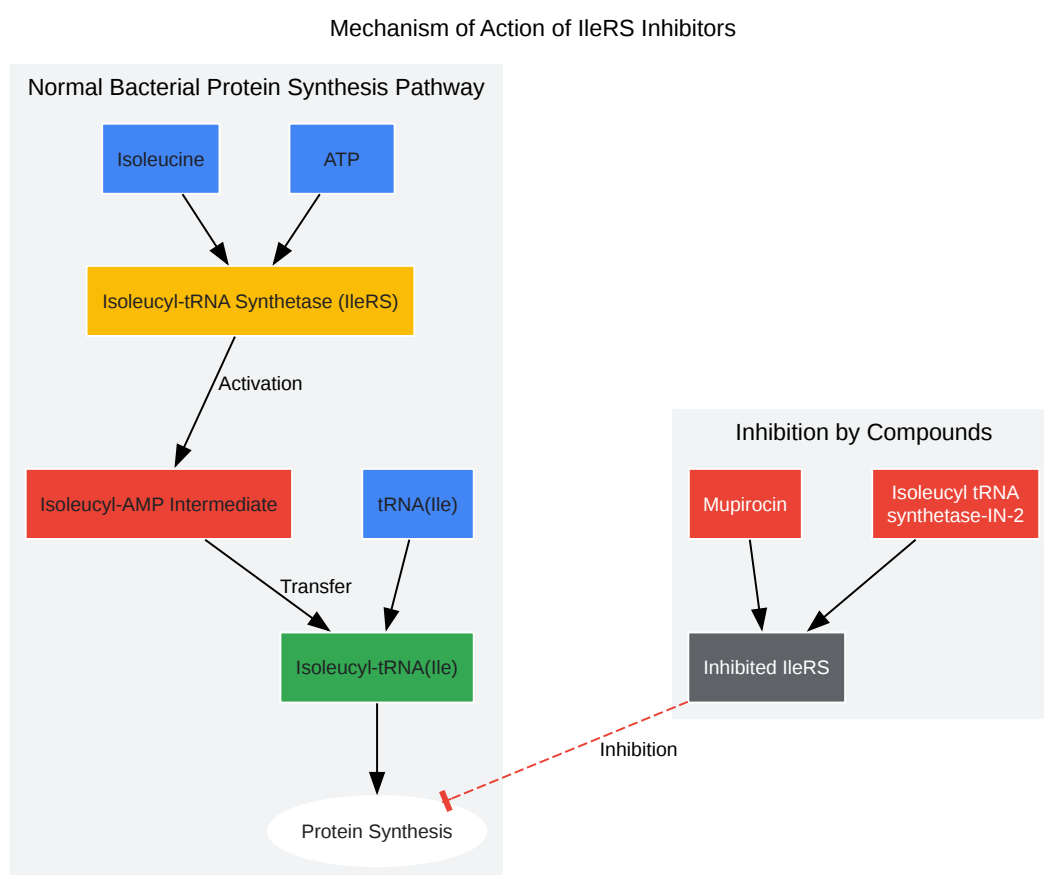 Mechanism of Action of IleRS Inhibitors
Normal Bacterial Protein Synthesis Pathway
Isoleucine
ATP
Isoleucyl-tRNA Synthetase (IleRS)
Activation
Inhibition by Compounds
Isoleucyl-AMP Intermediate
tRNA(Ile)
Mupirocin
Isoleucyl tRNA
synthetase-IN-2
Transfer
Isoleucyl-tRNA(Ile)
Inhibited IleRS
Inhibition
Protein Synthesis